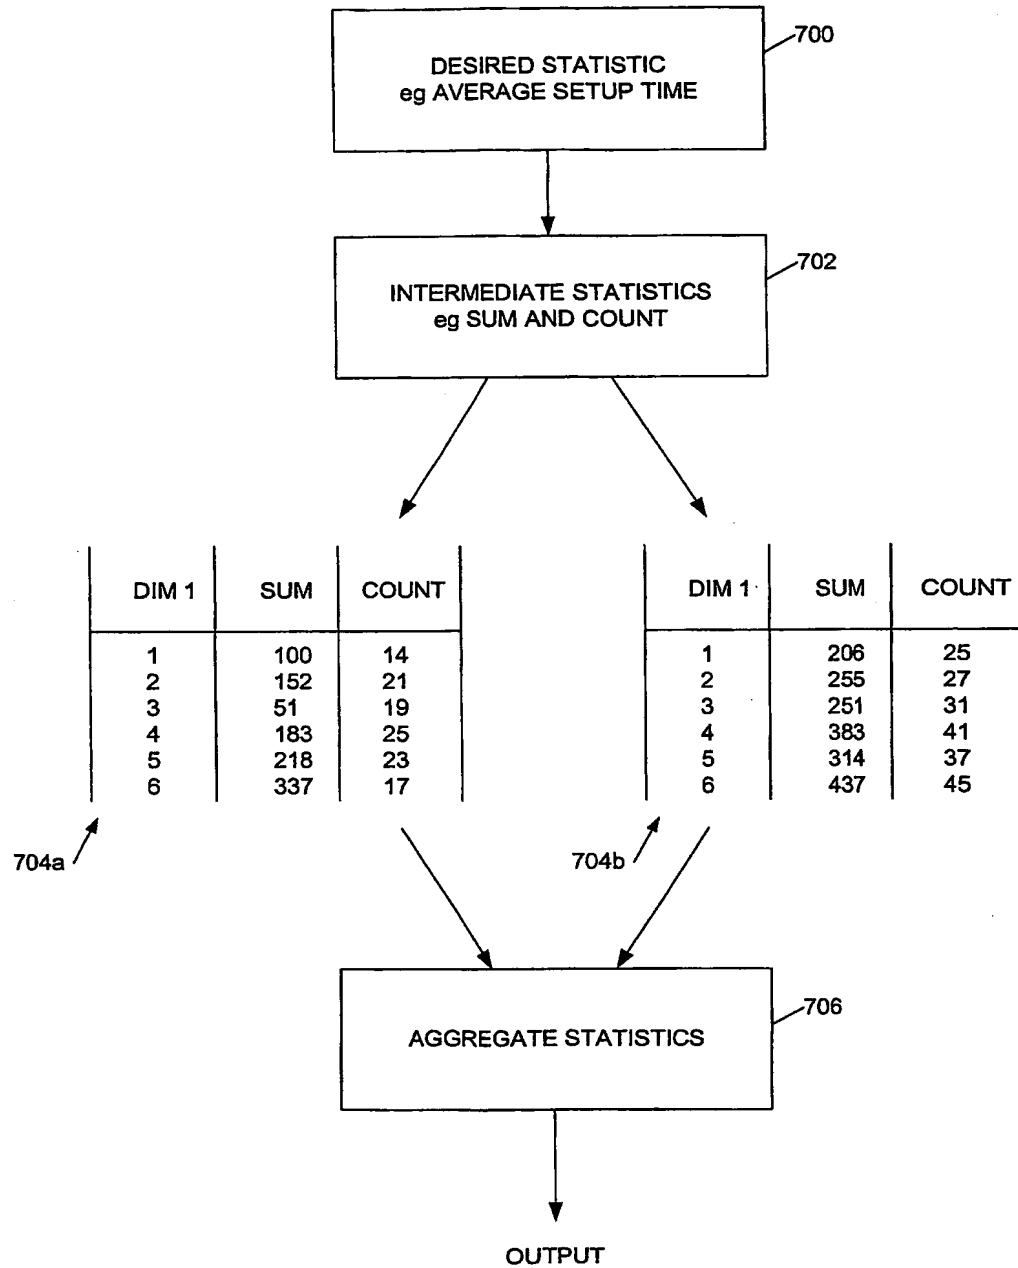 700
DESIRED STATISTIC
eg AVERAGE SETUP TIME
702
INTERMEDIATE STATISTICS
eg SUM AND COUNT
DIM 1 SUM COUNT
1 100 14
2 152 21
3 51 19
4 183 25
5 218 23
6 337 17
704a
DIM 1 SUM COUNT
1 206 25
2 255 27
3 251 31
4 383 41
5 314 37
6 437 45
704b
706
AGGREGATE STATISTICS
OUTPUT